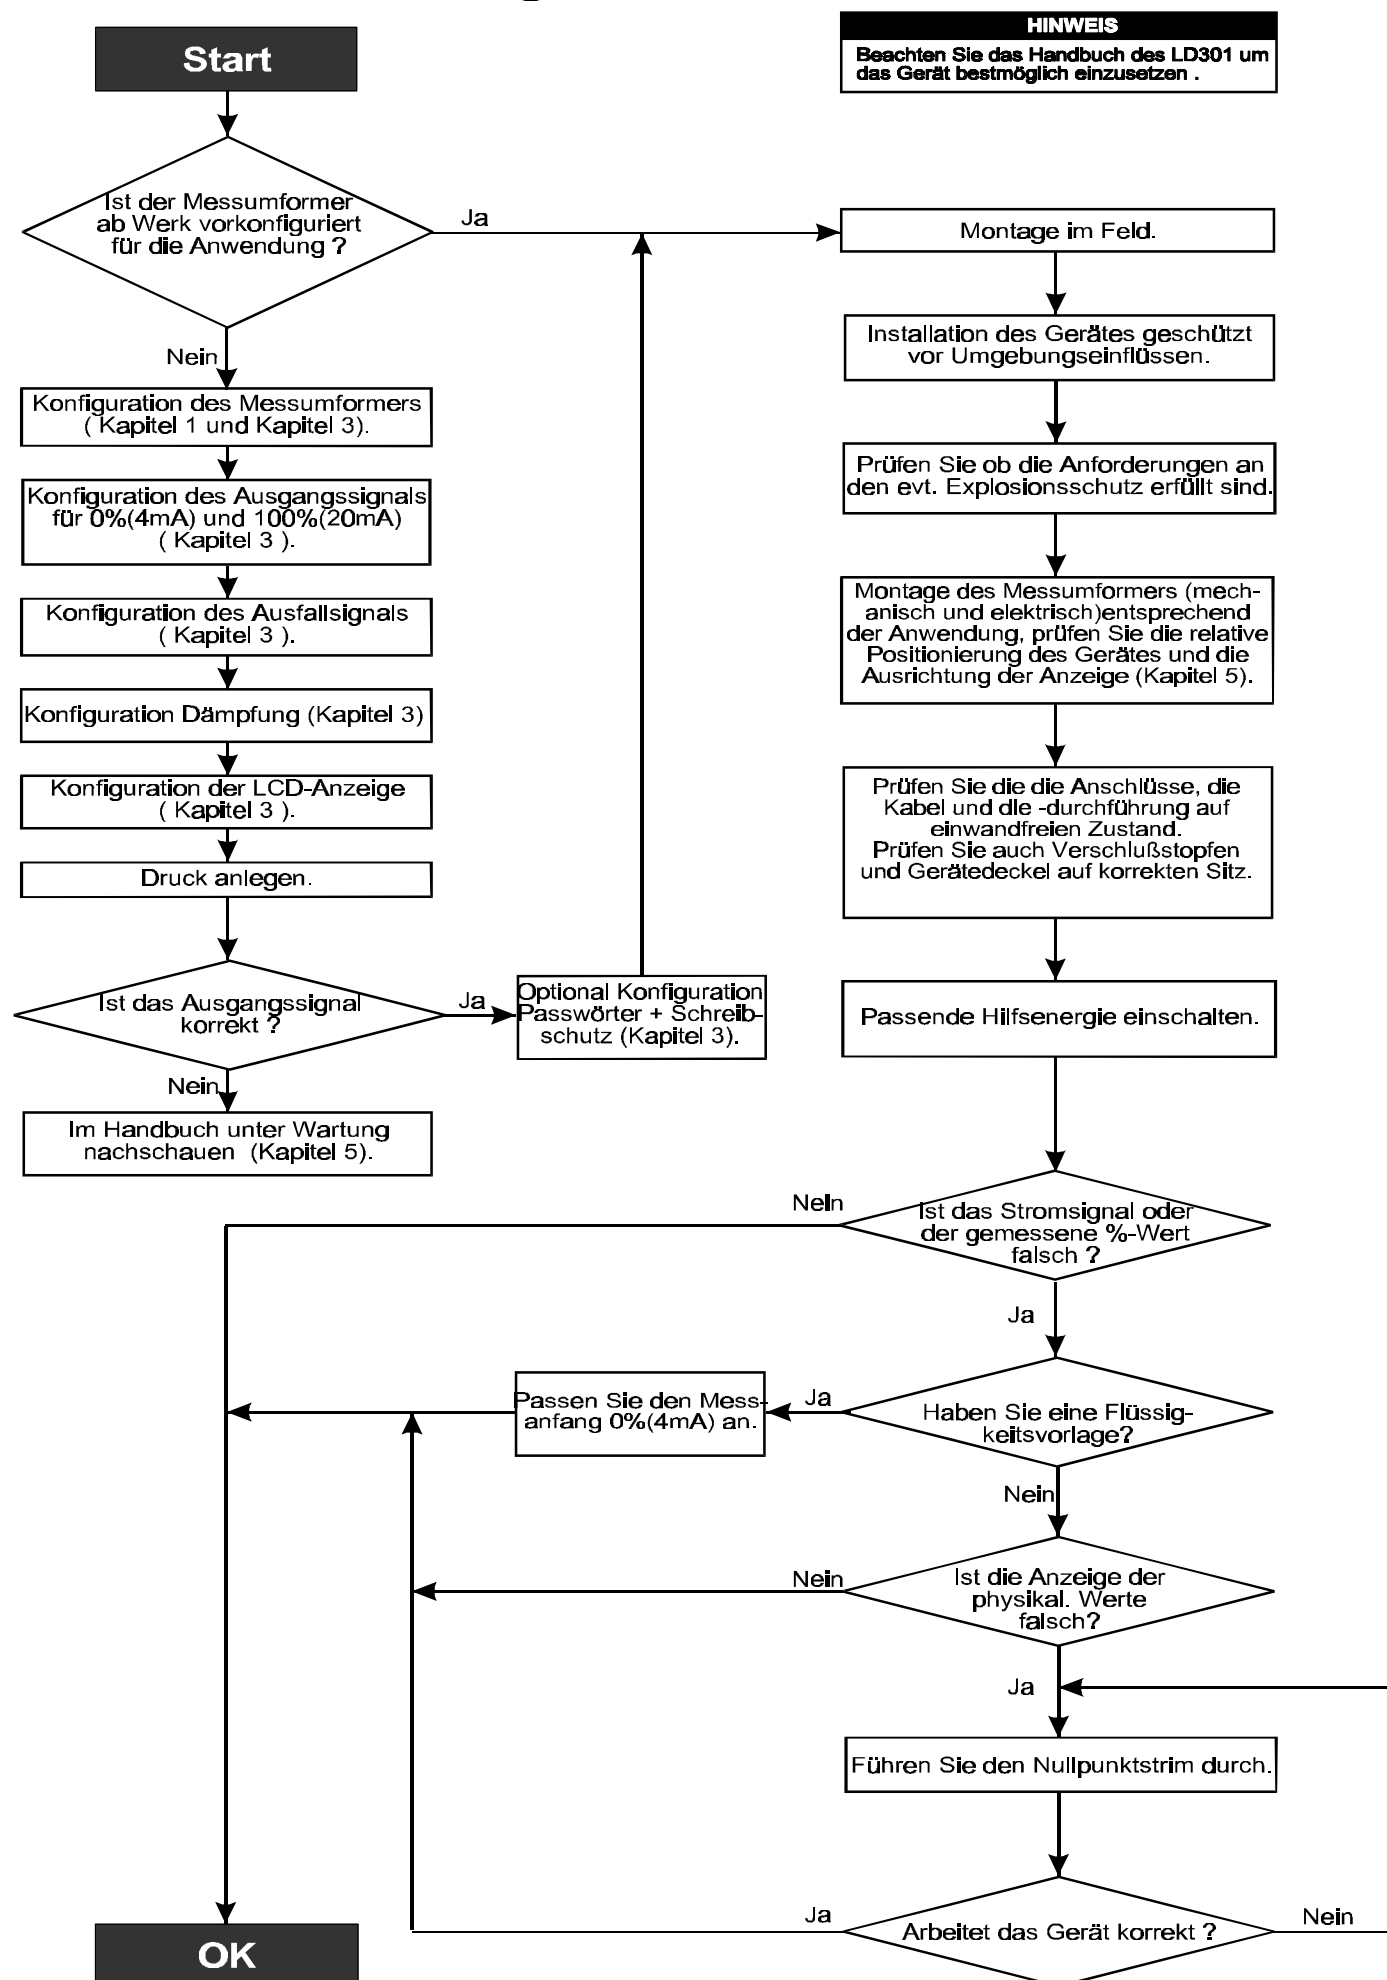 Start
HINWEIS
Beachten Sie das Handbuch des LD301 um
das Gerät bestmöglich einzusetzen .
Ist der Messumformer
ab Werk vorkonfiguriert
für die Anwendung ?
Ja
Nein
Konfiguration des Messumformers
( Kapitel 1 und Kapitel 3).
Konfiguration des Ausgangssignals
für 0%(4mA) und 100%(20mA)
( Kapitel 3 ).
Konfiguration des Ausfallsignals
( Kapitel 3 ).
Konfiguration Dämpfung (Kapitel 3)
Konfiguration der LCD-Anzeige
( Kapitel 3 ).
Druck anlegen.
Ist das Ausgangssignal
korrekt ?
Ja
Optional Konfiguration
Passwörter + Schreib-
schutz (Kapitel 3).
Nein
Im Handbuch unter Wartung
nachschauen (Kapitel 5).
Montage im Feld.
Installation des Gerätes geschützt
vor Umgebungseinflüssen.
Prüfen Sie ob die Anforderungen an
den evt. Explosionsschutz erfüllt sind.
Montage des Messumformers (mech-
anisch und elektrisch)entsprechend
der Anwendung, prüfen Sie die relative
Positionierung des Gerätes und die
Ausrichtung der Anzeige (Kapitel 5).
Prüfen Sie die die Anschlüsse, die
Kabel und dIe -durchführung auf
einwandfreien Zustand.
Prüfen Sie auch Verschlußstopfen
und Gerätedeckel auf korrekten Sitz.
Passende Hilfsenergie einschalten.
Ist das Stromsignal oder
der gemessene %-Wert
falsch ?
NeIn
Ja
Haben Sie eine Flüssig-
keitsvorlage?
Ja
Passen Sie den Mess-
anfang 0%(4mA) an.
Nein
Ist die Anzeige der
physikal. Werte
falsch?
Nein
Ja
Führen Sie den Nullpunktstrim durch.
Arbeitet das Gerät korrekt ?
Ja
Nein
OK